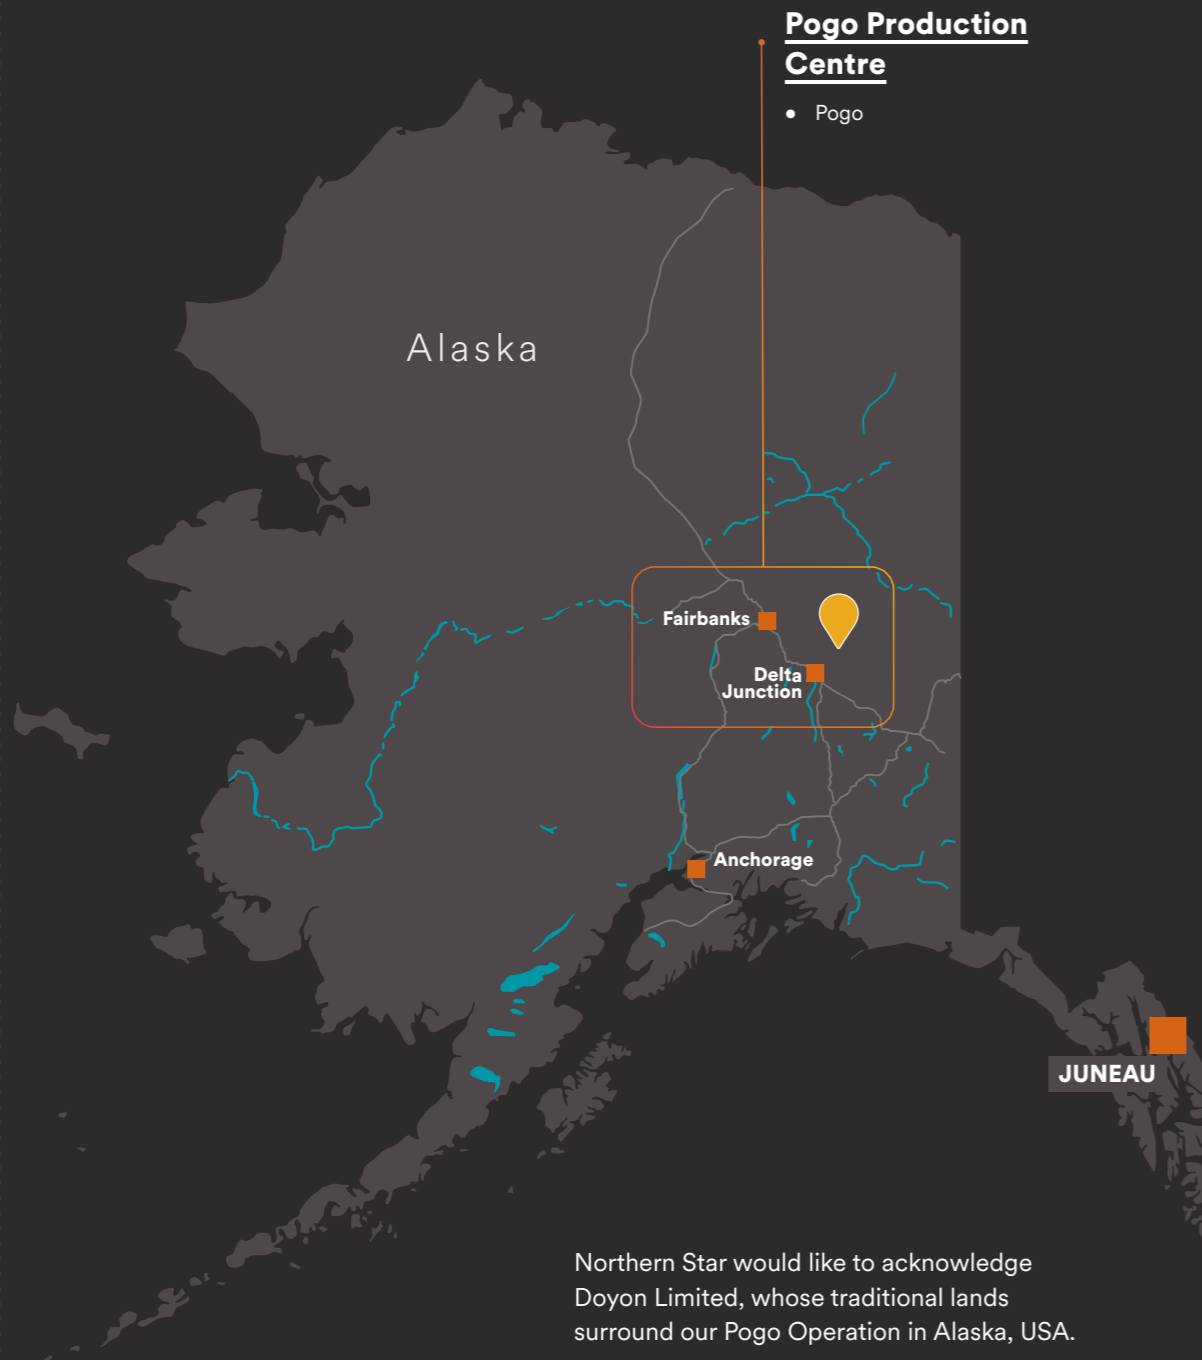 Pogo Production
Centre
• Pogo
Alaska
Fairbanks
Delta
Junction
Anchorage
JUNEAU
Northern Star would like to acknowledge
Doyon Limited, whose traditional lands
surround our Pogo Operation in Alaska, USA.